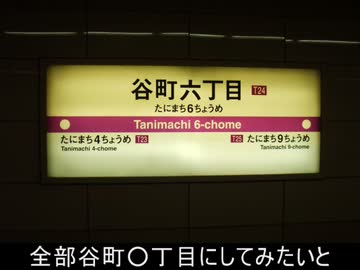 谷町六丁目 T24
たにまち6ちょうめ
Tanimachi 6-chome
たにまち4ちょうめ T23
Tanimachi 4-chome
T25 たにまち9ちょうめ
Tanimachi 9-chome
全部谷町〇丁目にしてみたいと